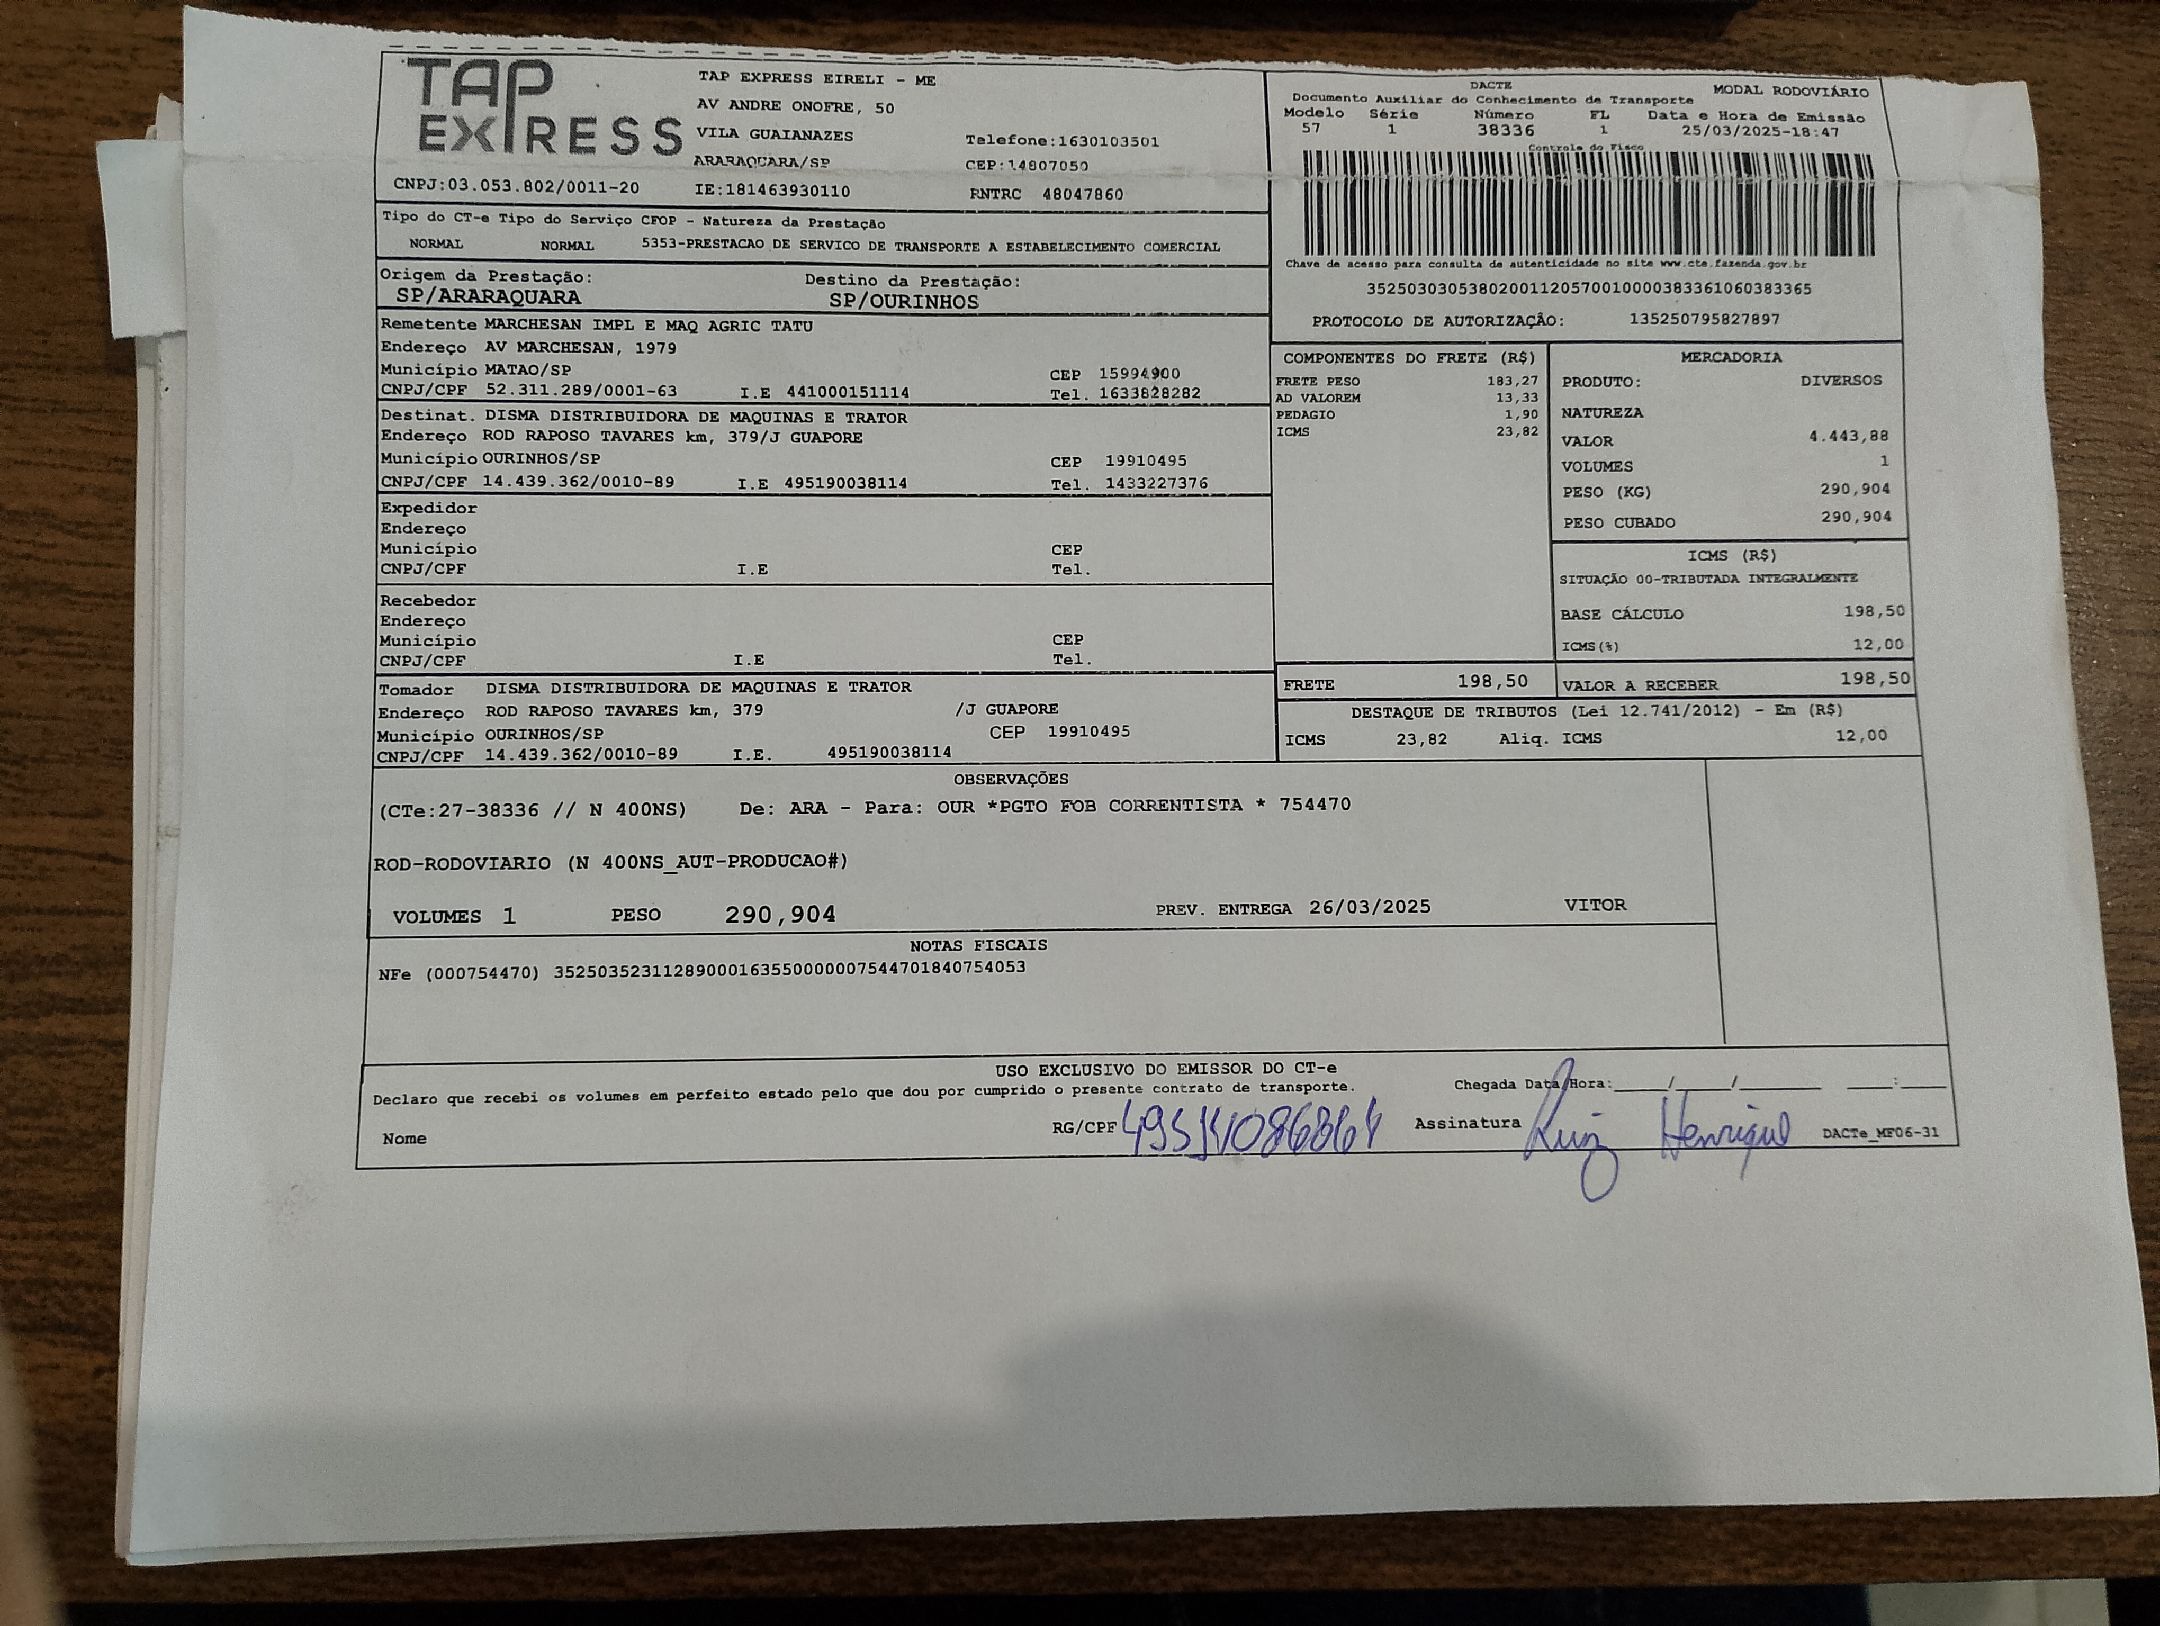 TAP EXPRESS
TAP EXPRESS EIRELI - ME
AV ANDRE ONOFRE, 50
VILA GUAIANAZES Telefone:1630103501
ARARAQUARA/SP CEP:14807050
CNPJ:03.053.802/0011-20 IE:181463930110 RNTRC 48047860
DACTE MODAL RODOVIÁRIO
Documento Auxiliar do Conhecimento de Transporte
Modelo Série Número FL Data e Hora de Emissão
57 1 38336 1 25/03/2025-18:47
Controle do Fisco
Chave de acesso para consulta de autenticidade no site www.cte.fazenda.gov.br
35250303053802001120570010000383361060383365
PROTOCOLO DE AUTORIZAÇÃO: 135250795827897
Tipo do CT-e Tipo do Serviço CFOP - Natureza da Prestação
NORMAL NORMAL 5353-PRESTACAO DE SERVICO DE TRANSPORTE A ESTABELECIMENTO COMERCIAL
Origem da Prestação: Destino da Prestação:
SP/ARARAQUARA SP/OURINHOS
Remetente MARCHESAN IMPL E MAQ AGRIC TATU
Endereço AV MARCHESAN, 1979
Município MATAO/SP CEP 15994900
CNPJ/CPF 52.311.289/0001-63 I.E 441000151114 Tel. 1633828282
Destinat. DISMA DISTRIBUIDORA DE MAQUINAS E TRATOR
Endereço ROD RAPOSO TAVARES km, 379/J GUAPORE
Município OURINHOS/SP CEP 19910495
CNPJ/CPF 14.439.362/0010-89 I.E 495190038114 Tel. 1433227376
Expedidor
Endereço
Município CEP
CNPJ/CPF I.E Tel.
Recebedor
Endereço
Município CEP
CNPJ/CPF I.E Tel.
Tomador DISMA DISTRIBUIDORA DE MAQUINAS E TRATOR
Endereço ROD RAPOSO TAVARES km, 379 /J GUAPORE
Município OURINHOS/SP CEP 19910495
CNPJ/CPF 14.439.362/0010-89 I.E. 495190038114
COMPONENTES DO FRETE (R$)
FRETE PESO 183,27
AD VALOREM 13,33
PEDAGIO 1,90
ICMS 23,82
MERCADORIA
PRODUTO: DIVERSOS
NATUREZA
VALOR 4.443,88
VOLUMES 1
PESO (KG) 290,904
PESO CUBADO 290,904
ICMS (R$)
SITUAÇÃO 00-TRIBUTADA INTEGRALMENTE
BASE CÁLCULO 198,50
ICMS(%) 12,00
FRETE 198,50 VALOR A RECEBER 198,50
DESTAQUE DE TRIBUTOS (Lei 12.741/2012) - Em (R$)
ICMS 23,82 Aliq. ICMS 12,00
OBSERVAÇÕES
(CTe:27-38336 // N 400NS) De: ARA - Para: OUR *PGTO FOB CORRENTISTA * 754470
ROD-RODOVIARIO (N 400NS_AUT-PRODUCAO#)
VOLUMES 1 PESO 290,904 PREV. ENTREGA 26/03/2025 VITOR
NOTAS FISCAIS
NFe (000754470) 35250352311289000163550000007544701840754053
USO EXCLUSIVO DO EMISSOR DO CT-e
Declaro que recebi os volumes em perfeito estado pelo que dou por cumprido o presente contrato de transporte. Chegada Data/Hora:____/____/______ ___:___
Nome RG/CPF Assinatura Henrique DACTe_MF06-31